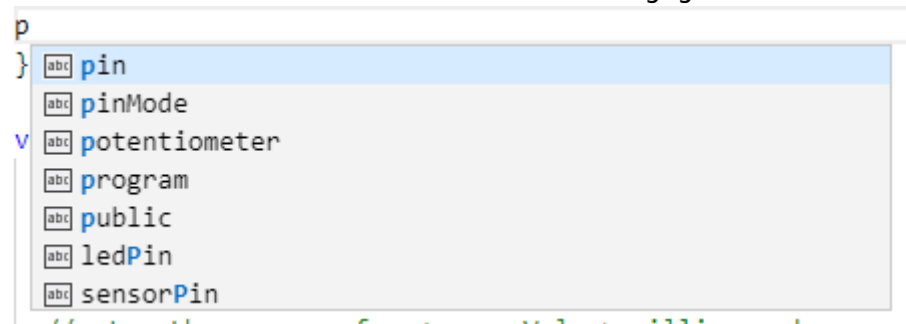 p
}
pin
pinMode
v
potentiometer
program
public
ledPin
sensorPin